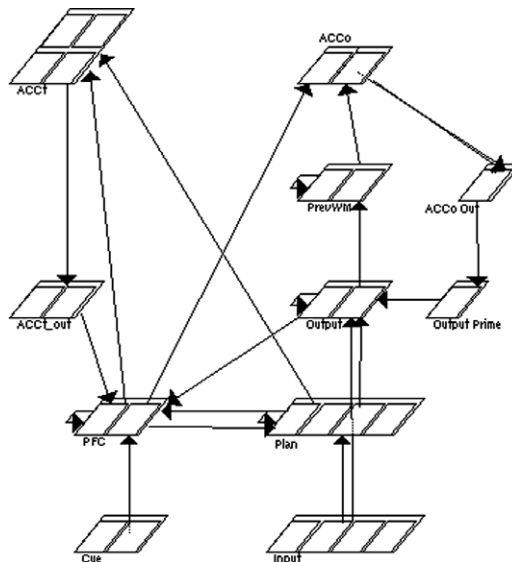 ACCo
ACCt
PrevWM
ACCo Out
ACCt_out
Output
Output Prime
PFC
Plan
Cue
Input